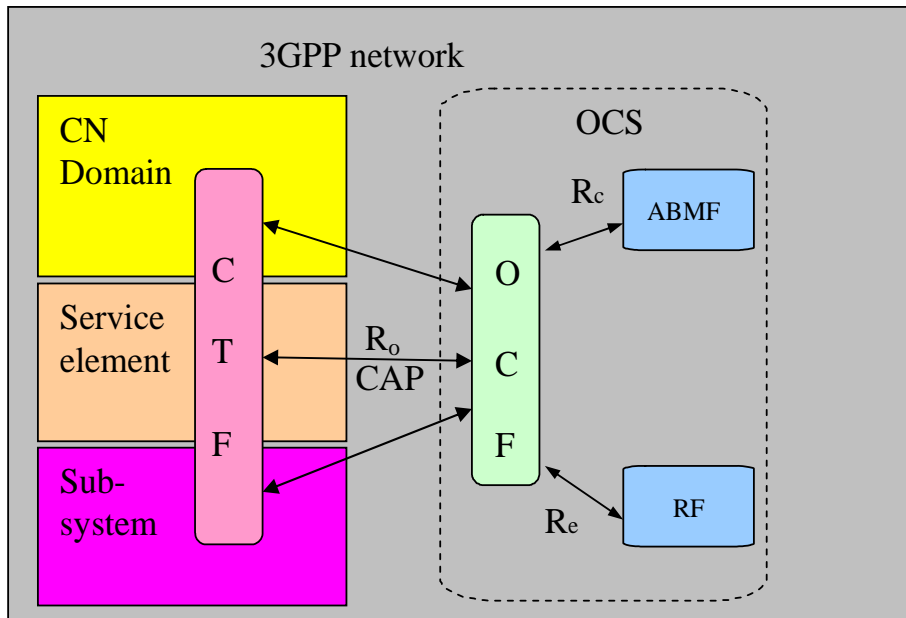 3GPP network
CN
Domain
Service
element
Sub-
system
C
T
F
Ro
CAP
OCS
O
C
F
Rc
ABMF
Re
RF